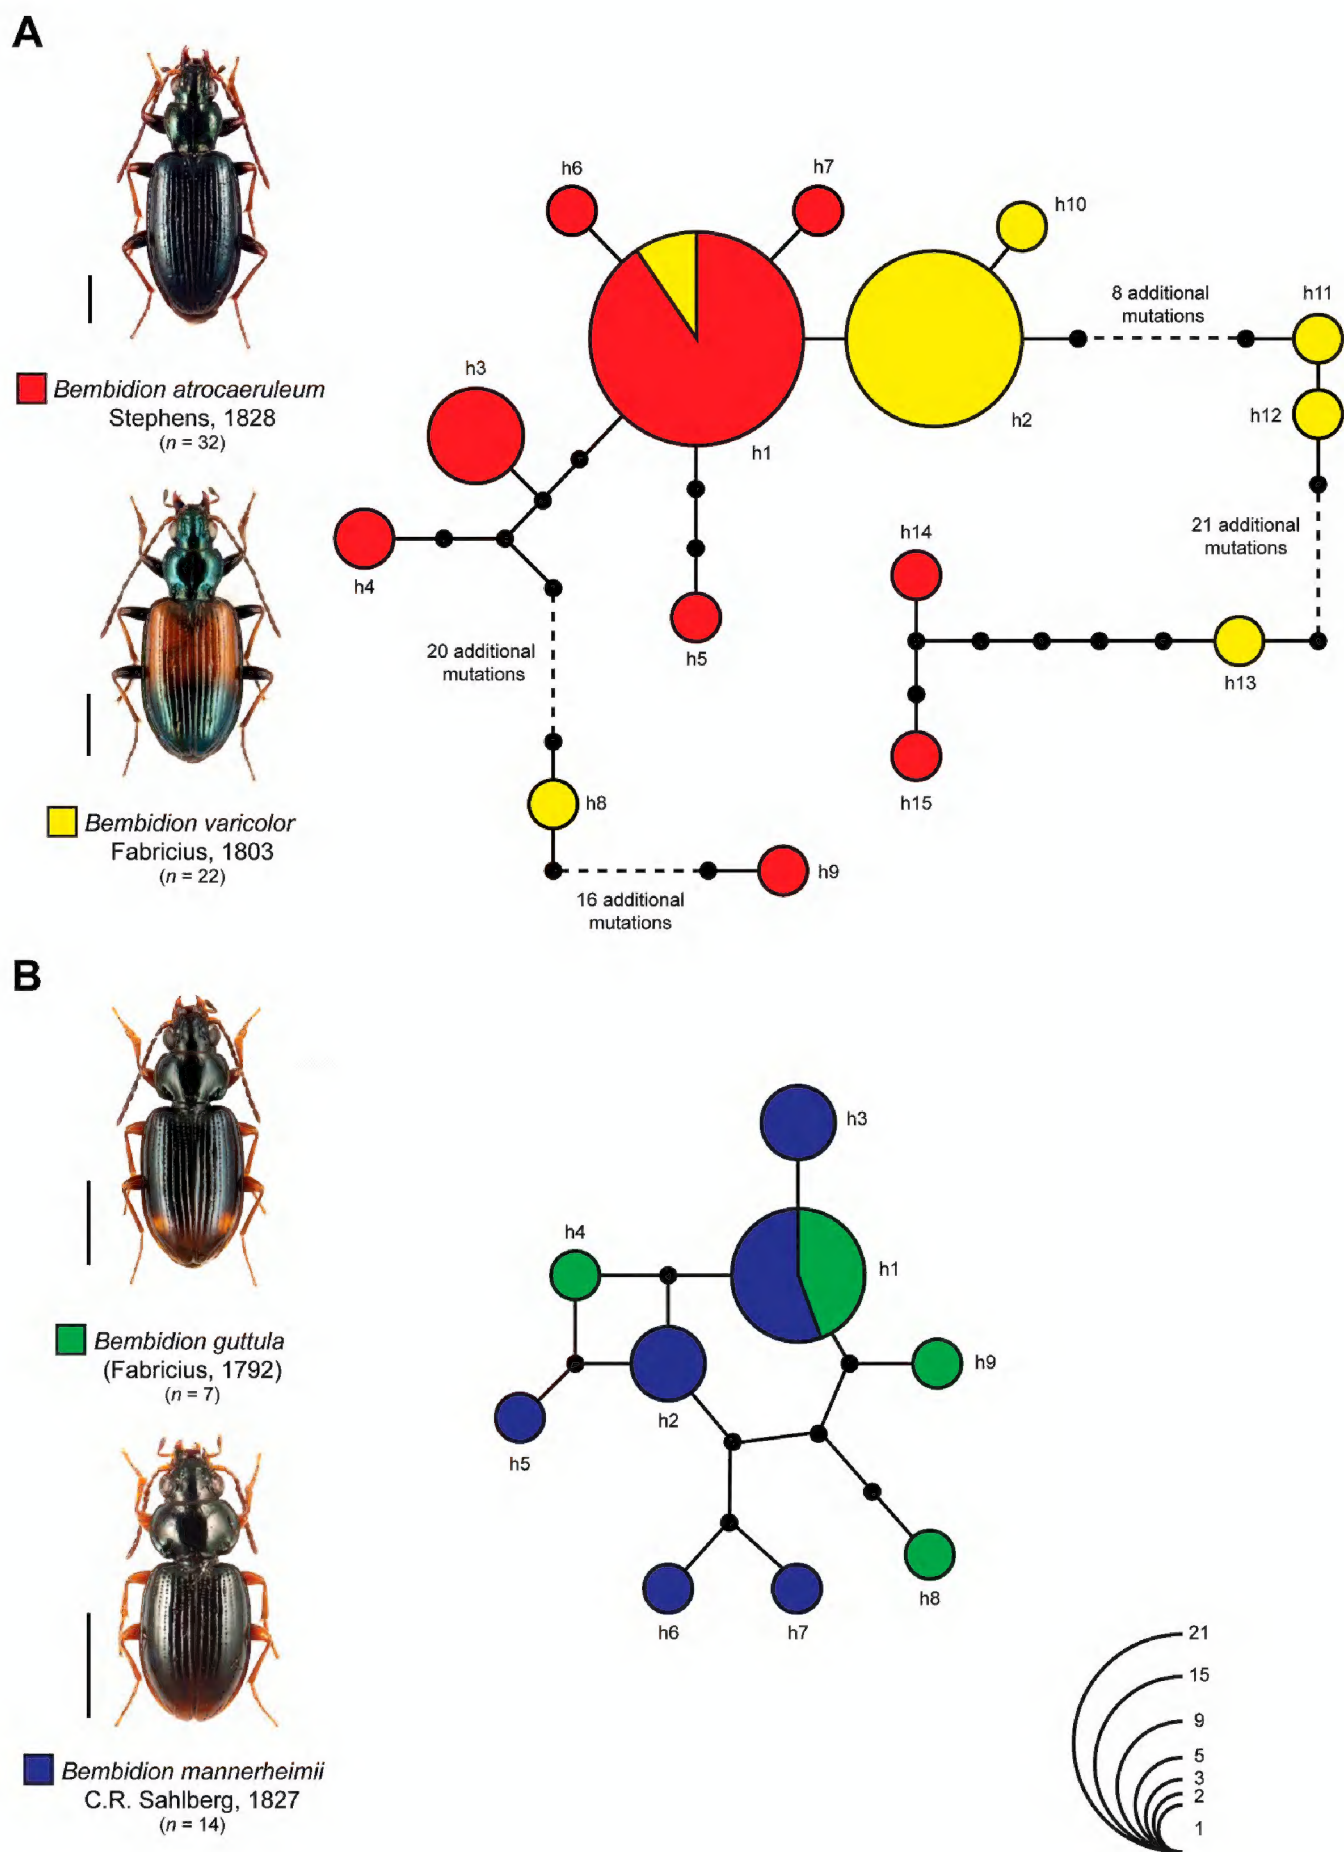 A
Bembidion atrocaeruleum
Stephens, 1828
(n = 32)
Bembidion varicolor
Fabricius, 1803
(n = 22)
h6
h7
h10
8 additional
mutations
h11
h3
h12
h2
h1
21 additional
mutations
h14
h4
h5
20 additional
mutations
h13
h15
h8
h9
16 additional
mutations
B
Bembidion guttula
(Fabricius, 1792)
(n = 7)
Bembidion mannerheimii
C.R. Sahlberg, 1827
(n = 14)
h3
h4
h1
h9
h2
h5
h8
h6
h7
21
15
9
5
3
2
1